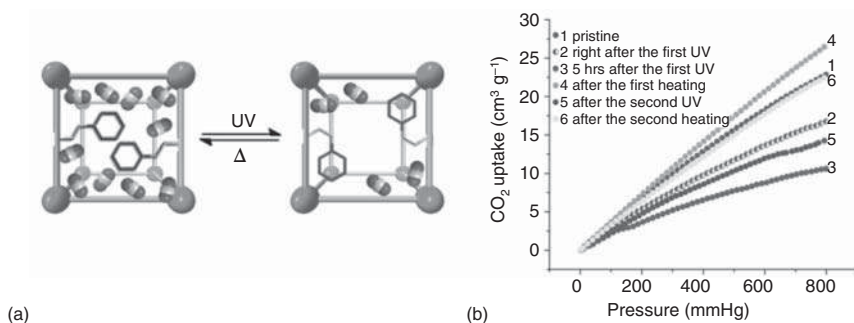 UV
Δ
(a)
CO₂ uptake (cm³ g⁻¹)
30
25
20
15
10
5
0
1 pristine
2 right after the first UV
3 5 hrs after the first UV
4 after the first heating
5 after the second UV
6 after the second heating
4
1
6
2
5
3
0 200 400 600 800
Pressure (mmHg)
(b)